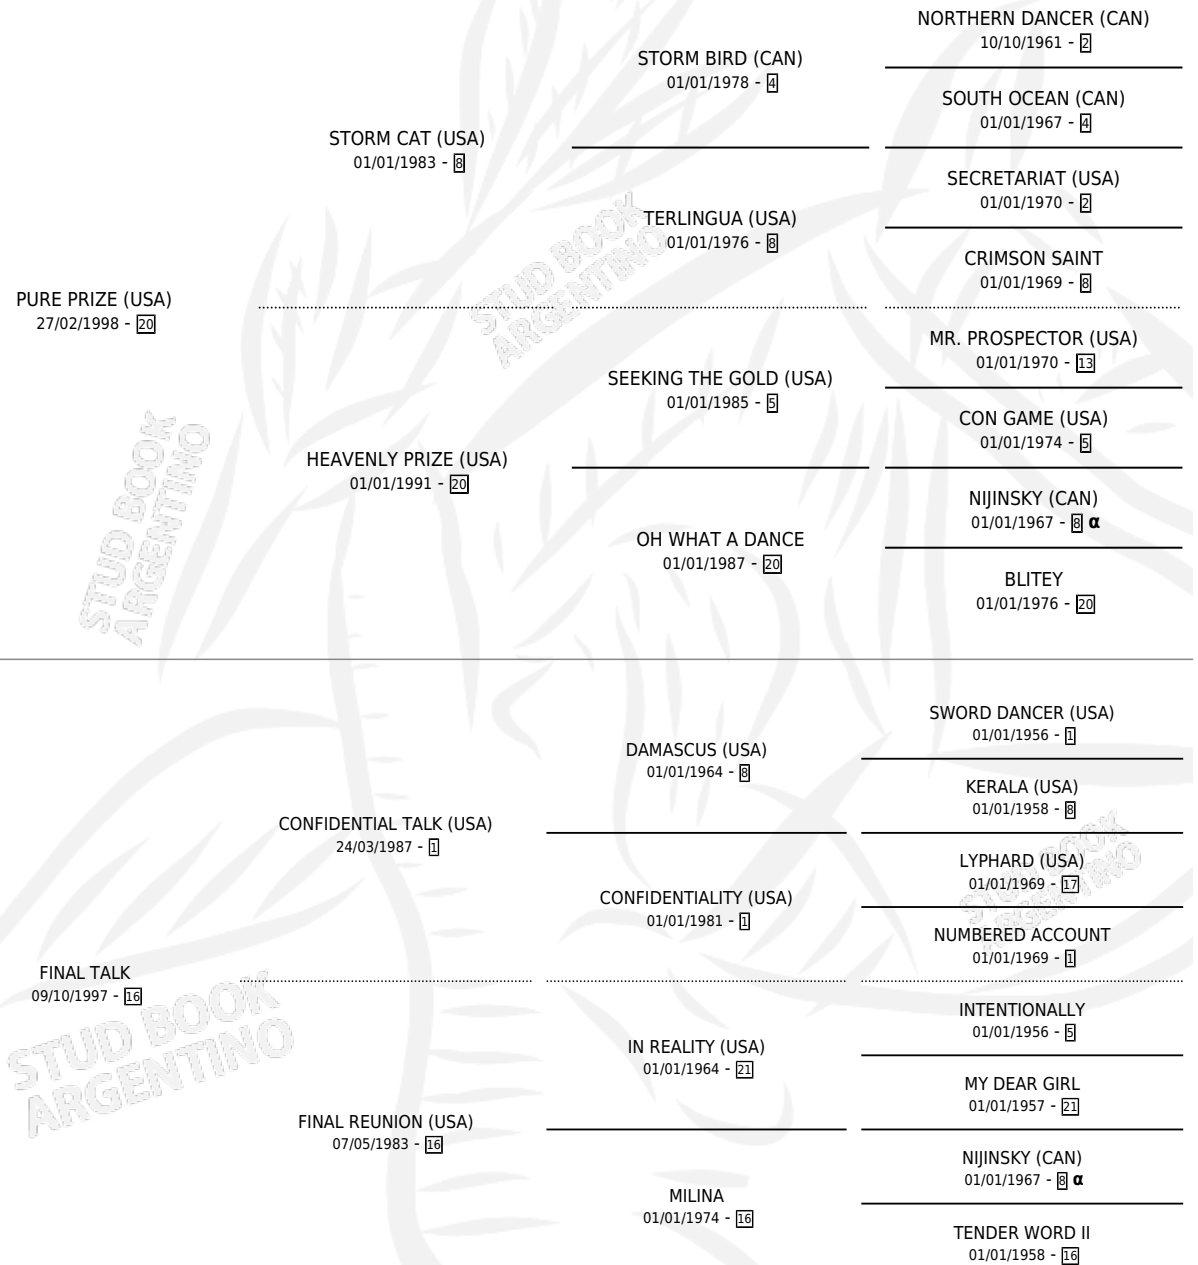 NORTHERN DANCER (CAN)
10/10/1961 - 2
STORM BIRD (CAN)
01/01/1978 - 4
SOUTH OCEAN (CAN)
01/01/1967 - 4
STORM CAT (USA)
01/01/1983 - 8
SECRETARIAT (USA)
01/01/1970 - 2
TERLINGUA (USA)
01/01/1976 - 8
CRIMSON SAINT
01/01/1969 - 8
PURE PRIZE (USA)
27/02/1998 - 20
MR. PROSPECTOR (USA)
01/01/1970 - 13
SEEKING THE GOLD (USA)
01/01/1985 - 5
CON GAME (USA)
01/01/1974 - 5
HEAVENLY PRIZE (USA)
01/01/1991 - 20
NIJINSKY (CAN)
01/01/1967 - 8 α
OH WHAT A DANCE
01/01/1987 - 20
BLITEY
01/01/1976 - 20
SWORD DANCER (USA)
01/01/1956 - 1
DAMASCUS (USA)
01/01/1964 - 8
KERALA (USA)
01/01/1958 - 8
CONFIDENTIAL TALK (USA)
24/03/1987 - 1
LYPHARD (USA)
01/01/1969 - 17
CONFIDENTIALITY (USA)
01/01/1981 - 1
NUMBERED ACCOUNT
01/01/1969 - 1
FINAL TALK
09/10/1997 - 16
INTENTIONALLY
01/01/1956 - 5
IN REALITY (USA)
01/01/1964 - 21
MY DEAR GIRL
01/01/1957 - 21
FINAL REUNION (USA)
07/05/1983 - 16
NIJINSKY (CAN)
01/01/1967 - 8 α
MILINA
01/01/1974 - 16
TENDER WORD II
01/01/1958 - 16
STUD BOOK
ARGENTINO
STUD BOOK
ARGENTINO
STUD BOOK
ARGENTINO
STUD BOOK
ARGENTINO